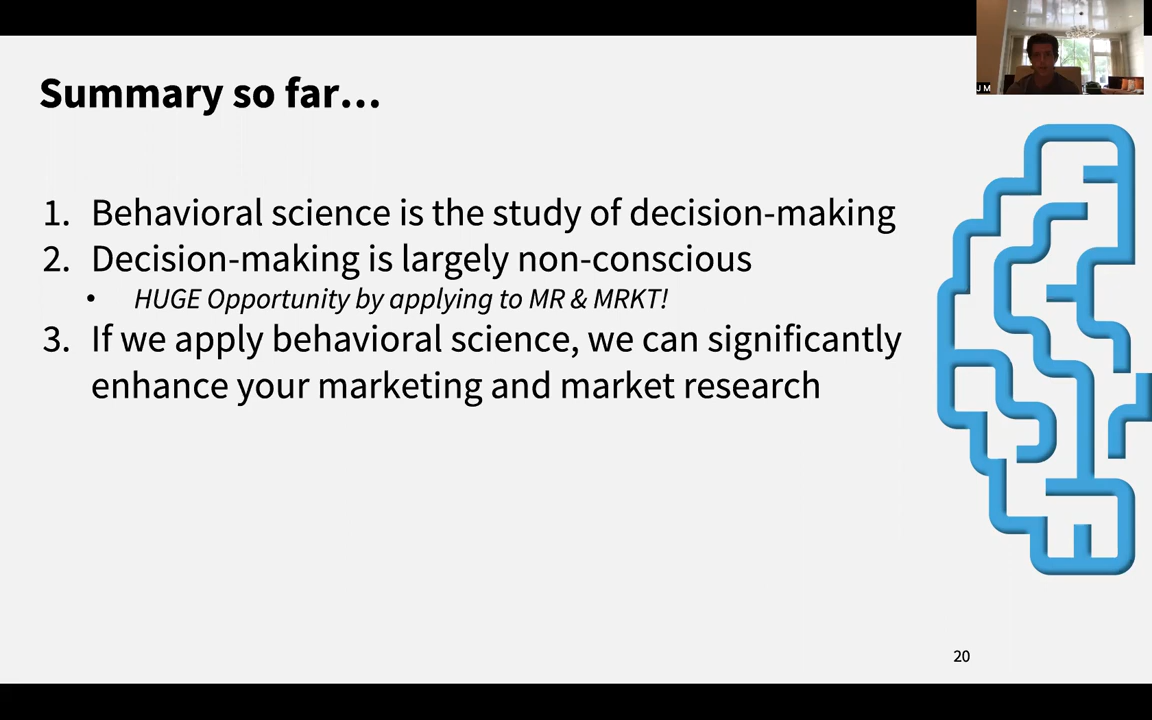 J M
Summary so far...
1. Behavioral science is the study of decision-making
2. Decision-making is largely non-conscious
• HUGE Opportunity by applying to MR & MRKT!
3. If we apply behavioral science, we can significantly
enhance your marketing and market research
20